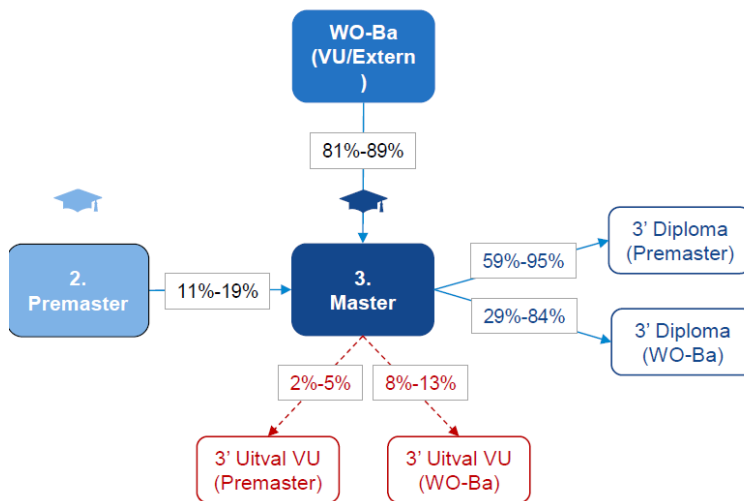 WO-Ba
(VU/Extern
)
81%-89%
2.
Premaster
11%-19%
3.
Master
59%-95%
3’ Diploma
(Premaster)
29%-84%
3’ Diploma
(WO-Ba)
2%-5%
8%-13%
3’ Uitval VU
(Premaster)
3’ Uitval VU
(WO-Ba)